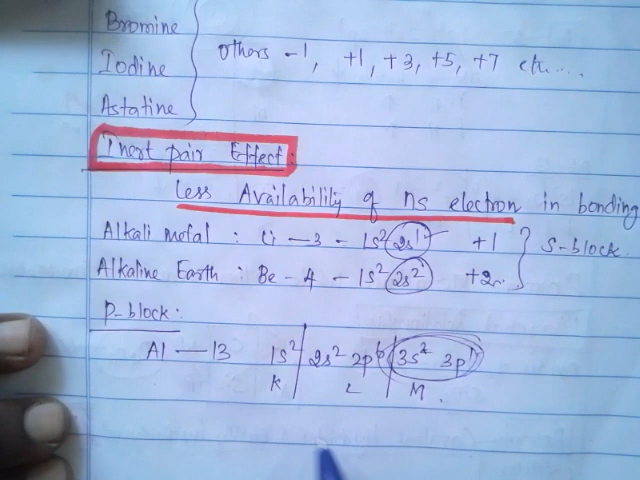 Bromine
Iodine
Astatine
Others -1, +1, +3, +5, +7 etc....
Inert pair Effect:
Less Availability of ns electron in bonding
Alkali metal : Li — 3 — 1s² 2s¹ +1
Alkaline Earth : Be — 4 — 1s² 2s² +2
S-block
P-block:
Al — 13 1s² | 2s² 2p⁶ | 3s² 3p¹
K L M.